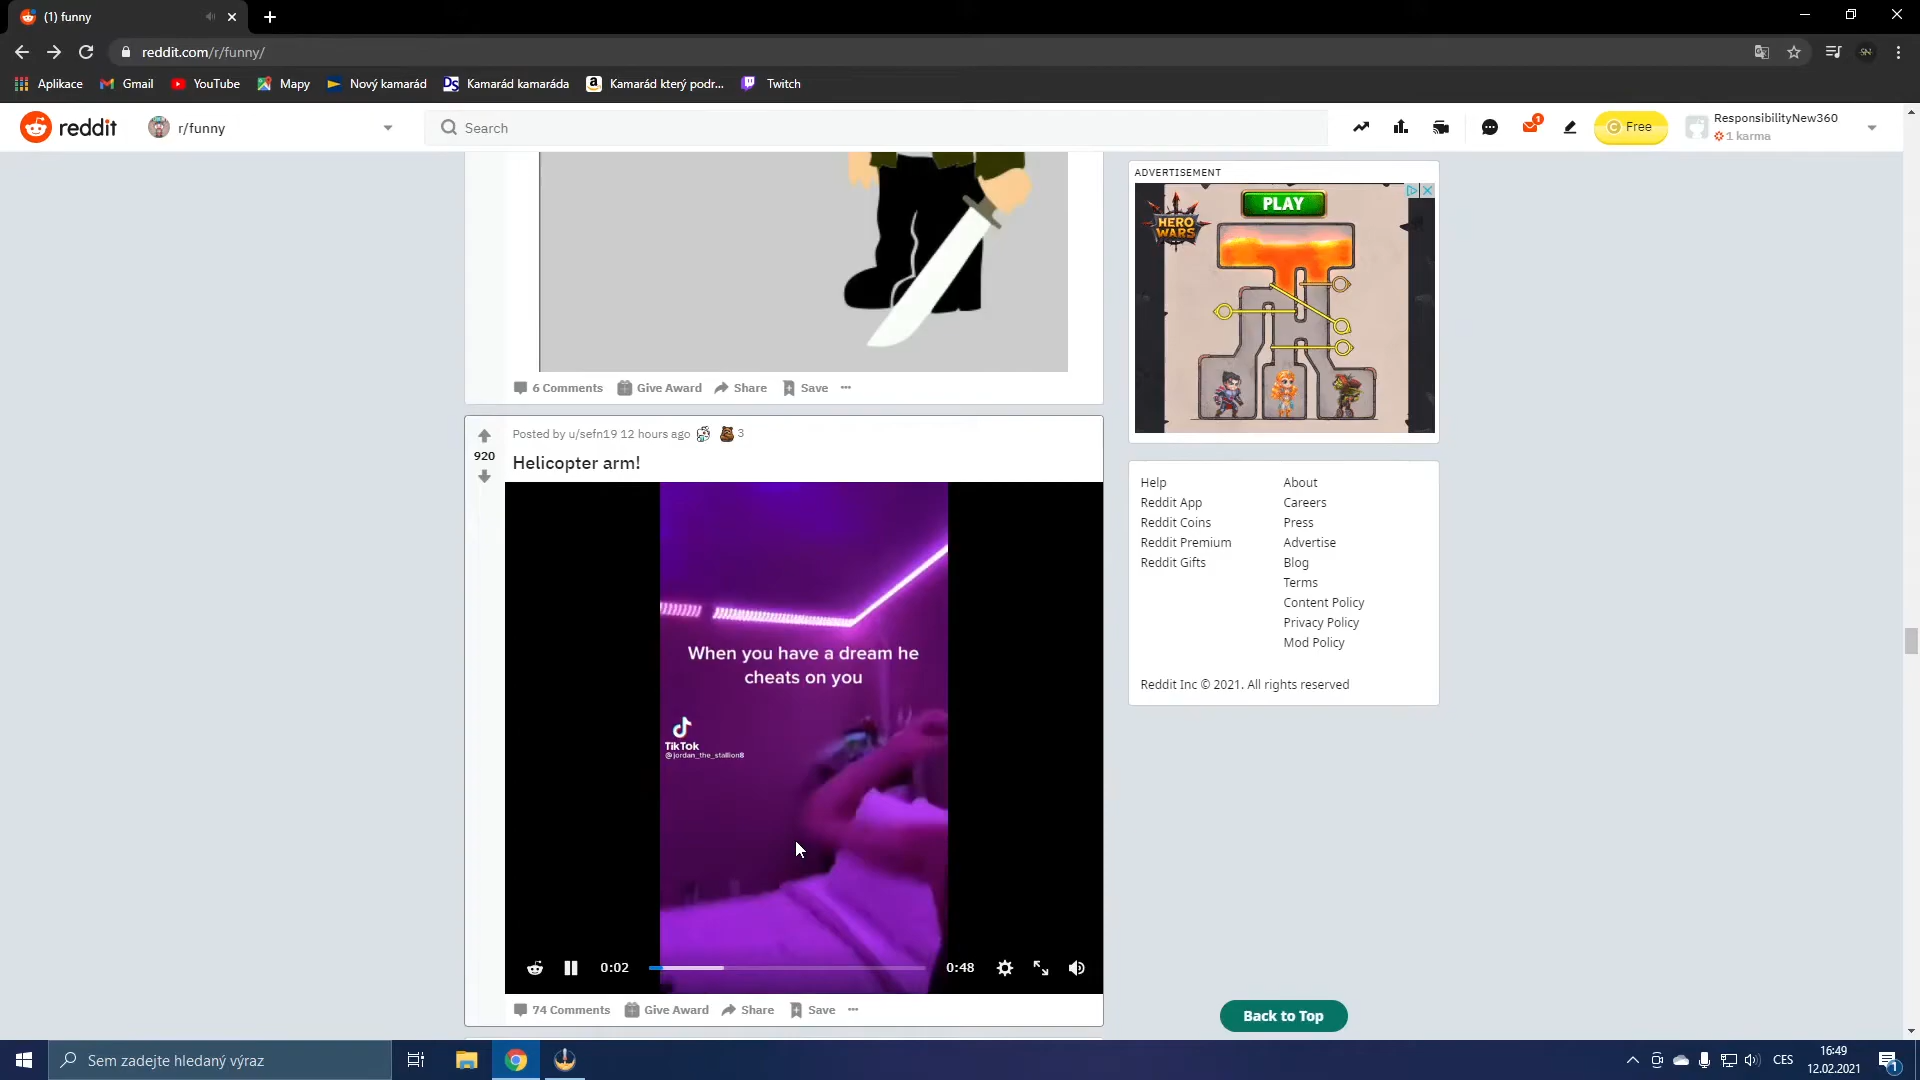 (1) funny
reddit.com/r/funny/
Aplikace
Gmail
YouTube
Mapy
Nový kamarád
Kamarád kamaráda
Kamarád který podr...
Twitch
reddit
r/funny
Search
1
Free
ResponsibilityNew360
1 karma
6 Comments
Give Award
Share
Save
ADVERTISEMENT
PLAY
HERO
WARS
Posted by u/sefn19 12 hours ago
3
920
Helicopter arm!
When you have a dream he
cheats on you
TikTok
@jordan_the_stallion8
0:02
0:48
74 Comments
Give Award
Share
Save
Help
Reddit App
Reddit Coins
Reddit Premium
Reddit Gifts
About
Careers
Press
Advertise
Blog
Terms
Content Policy
Privacy Policy
Mod Policy
Reddit Inc © 2021. All rights reserved
Back to Top
Sem zadejte hledaný výraz
CES
16:49
12.02.2021
1